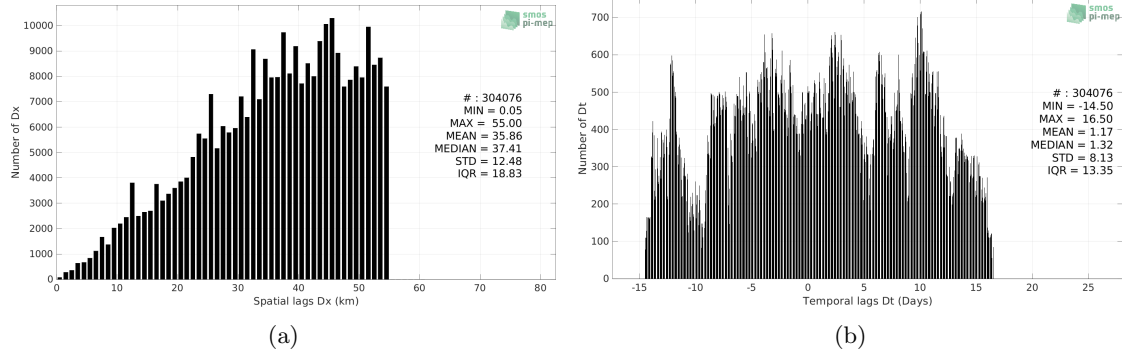 10000
9000
8000
7000
6000
5000
4000
3000
2000
1000
0
Number of Dx
smos
pi-mep
# : 304076
MIN = 0.05
MAX = 55.00
MEAN = 35.86
MEDIAN = 37.41
STD = 12.48
IQR = 18.83
0 10 20 30 40 50 60 70 80
Spatial lags Dx (km)
(a)
700
600
500
400
300
200
100
0
Number of Dt
smos
pi-mep
# : 304076
MIN = -14.50
MAX = 16.50
MEAN = 1.17
MEDIAN = 1.32
STD = 8.13
IQR = 13.35
-15 -10 -5 0 5 10 15 20 25
Temporal lags Dt (Days)
(b)